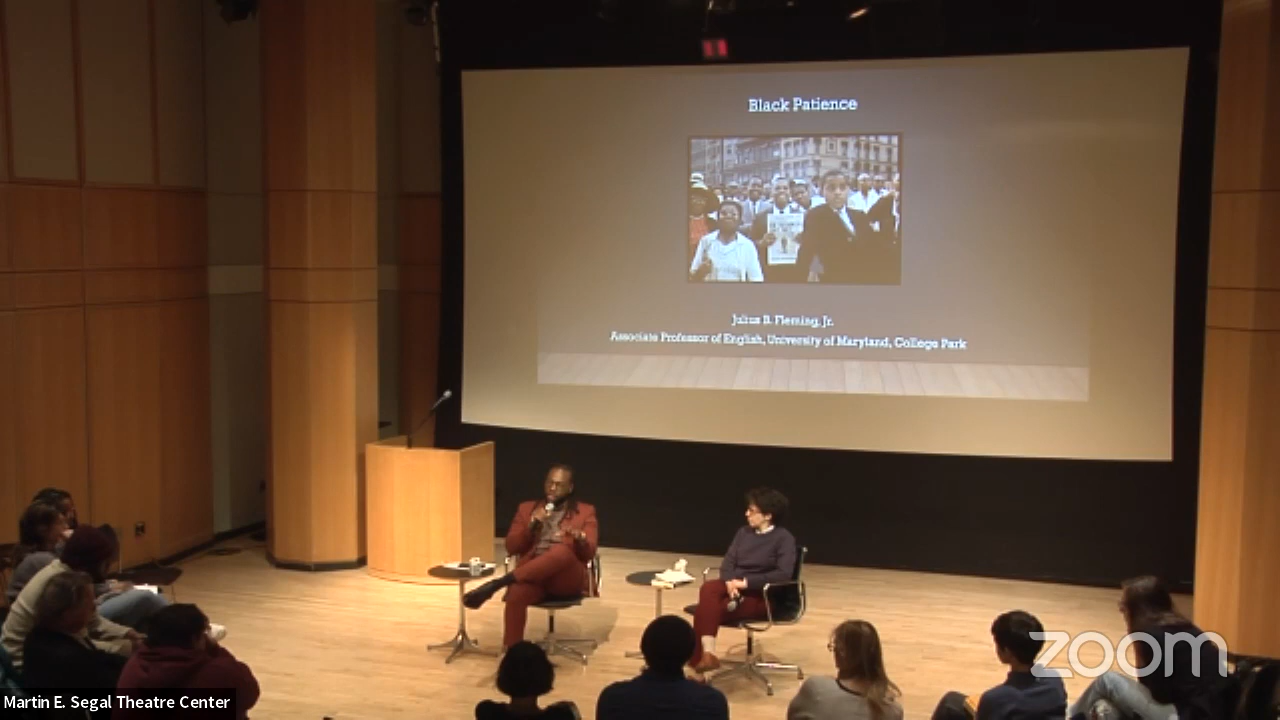 Black Patience
Julius B. Fleming, Jr.
Associate Professor of English, University of Maryland, College Park
zoom
Martin E. Segal Theatre Center